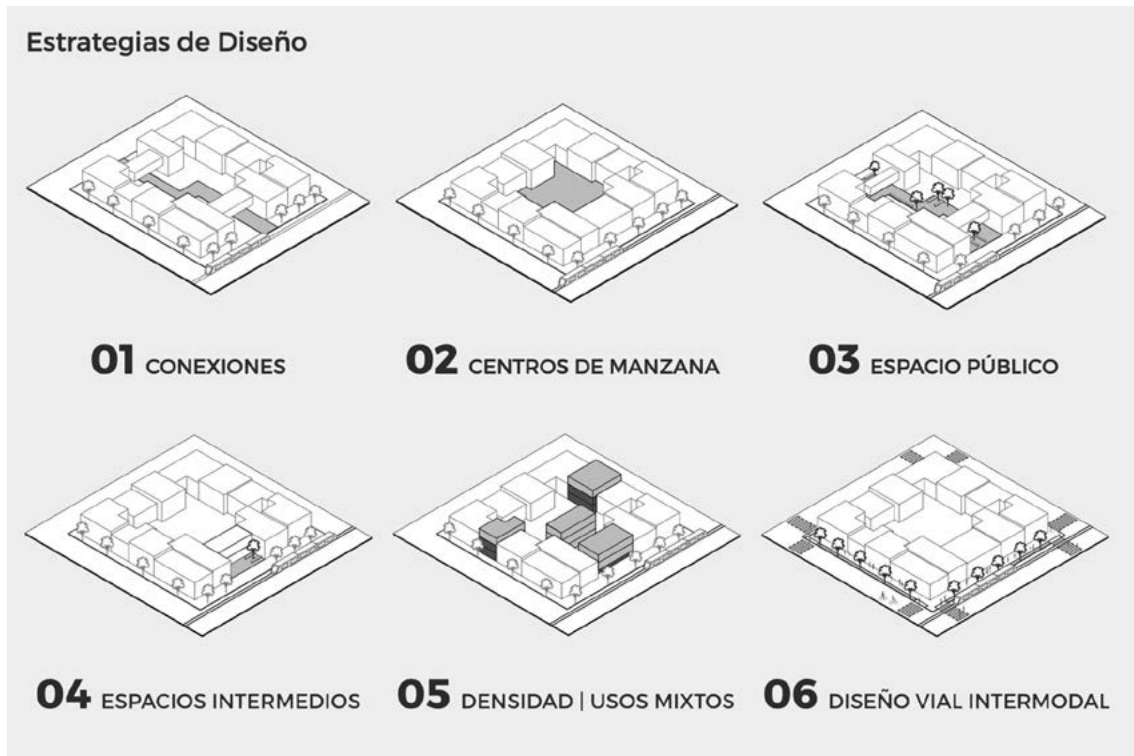 Estrategias de Diseño
01 CONEXIONES
02 CENTROS DE MANZANA
03 ESPACIO PÚBLICO
04 ESPACIOS INTERMEDIOS
05 DENSIDAD | USOS MIXTOS
06 DISEÑO VIAL INTERMODAL